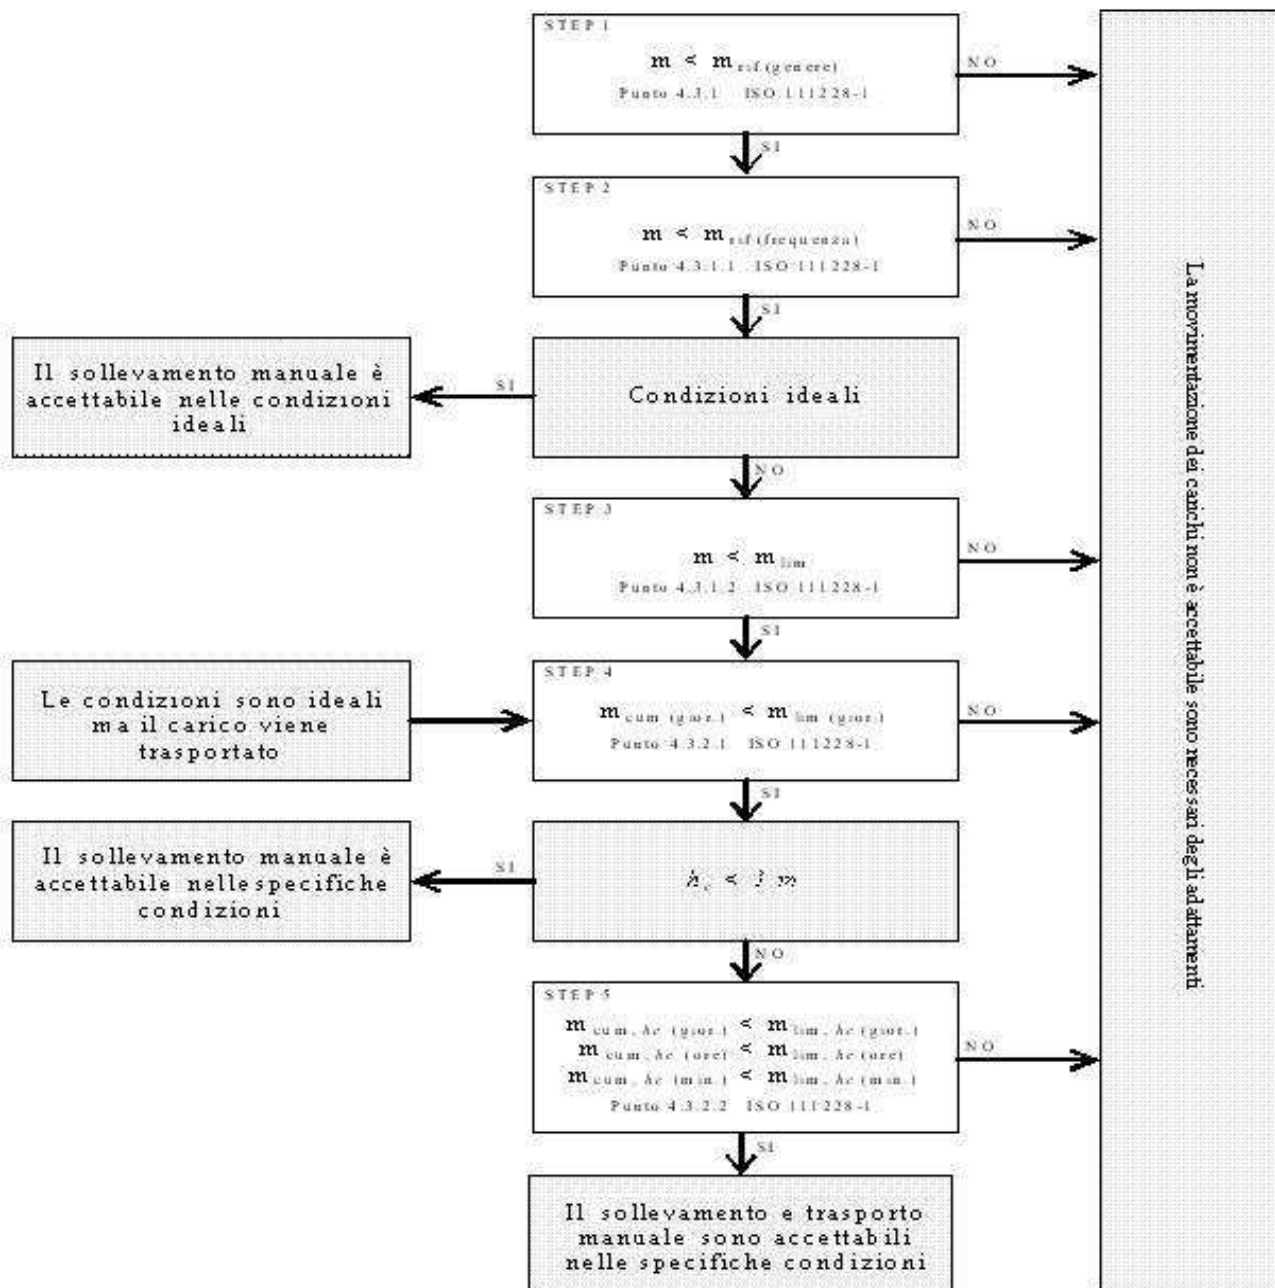 STEP 1
m < m rif (genere)
Punto 4.3.1 ISO 111228-1
NO
SI
STEP 2
m < m rif (frequenza)
Punto 4.3.1.1 ISO 111228-1
NO
SI
Il sollevamento manuale è
accettabile nelle condizioni
ideali
SI
Condizioni ideali
NO
STEP 3
m < m lim
Punto 4.3.1.2 ISO 111228-1
NO
SI
Le condizioni sono ideali
ma il carico viene
trasportato
STEP 4
m cum (gior.) < m lim (gior.)
Punto 4.3.2.1 ISO 111228-1
NO
SI
Il sollevamento manuale è
accettabile nelle specifiche
condizioni
SI
h c < 3 m
NO
STEP 5
m cum, hc (gior.) < m lim, hc (gior.)
m cum, hc (ore) < m lim, hc (ore)
m cum, hc (min.) < m lim, hc (min.)
Punto 4.3.2.2 ISO 111228-1
NO
SI
Il sollevamento e trasporto
manuale sono accettabili
nelle specifiche condizioni
La movimentazione dei carichi non è accettabile sono necessari degli adattamenti